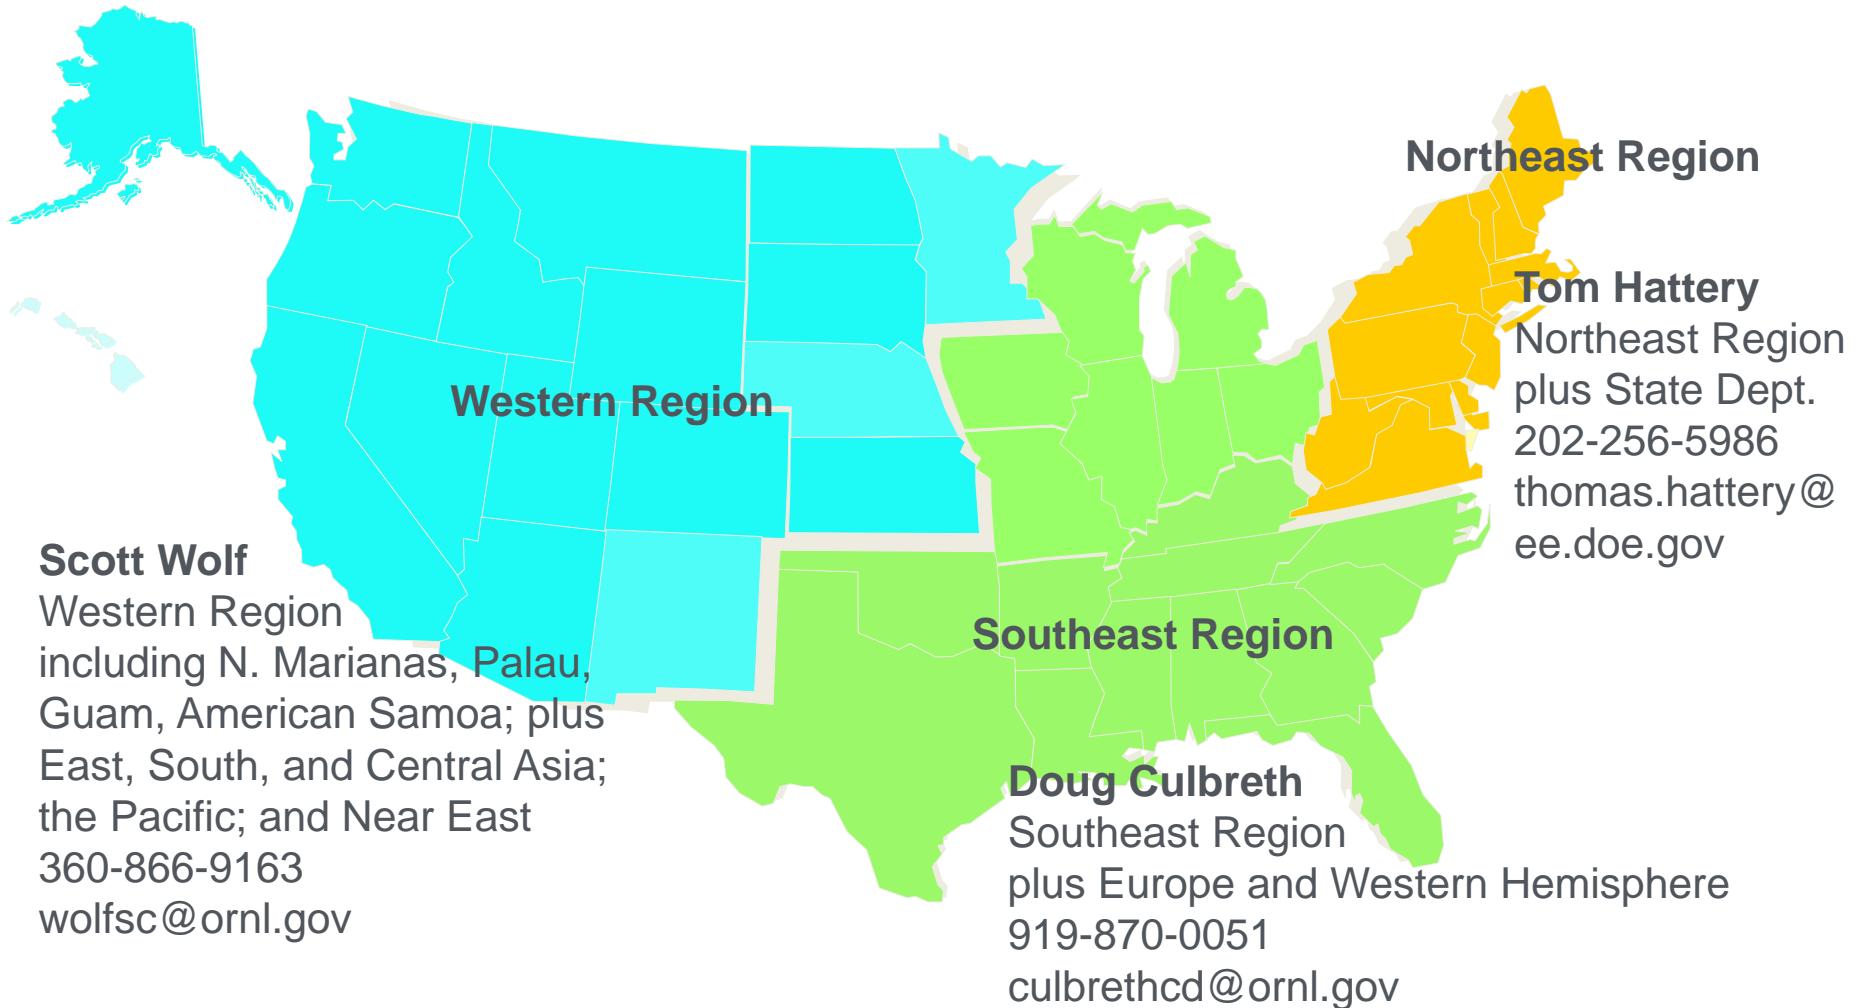 Northeast Region
Tom Hattery
Northeast Region
plus State Dept.
202-256-5986
thomas.hattery@
ee.doe.gov
Western Region
Scott Wolf
Western Region
including N. Marianas, Palau,
Guam, American Samoa; plus
East, South, and Central Asia;
the Pacific; and Near East
360-866-9163
wolfsc@ornl.gov
Southeast Region
Doug Culbreth
Southeast Region
plus Europe and Western Hemisphere
919-870-0051
culbrethcd@ornl.gov